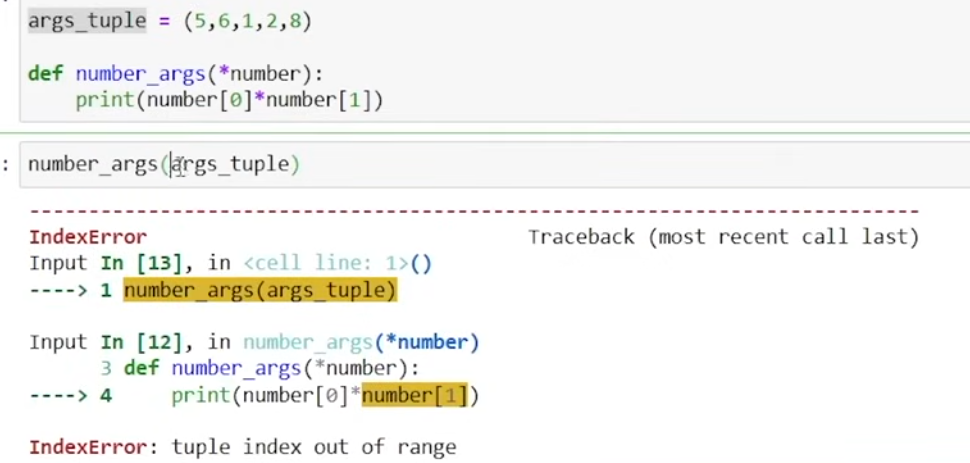 args_tuple = (5,6,1,2,8)
def number_args(*number):
    print(number[0]*number[1])
: number_args(args_tuple)
---------------------------------------------------------------------------
IndexError                                Traceback (most recent call last)
Input In [13], in <cell line: 1>()
----> 1 number_args(args_tuple)
Input In [12], in number_args(*number)
      3 def number_args(*number):
----> 4     print(number[0]*number[1])
IndexError: tuple index out of range